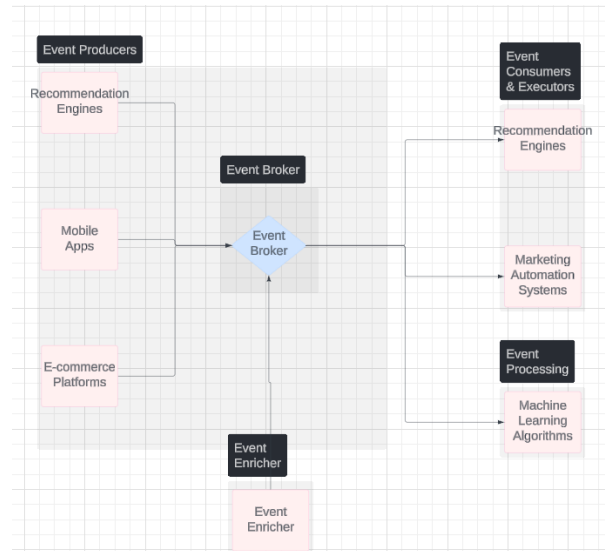 Event Producers
Recommendation
Engines
Mobile
Apps
E-commerce
Platforms
Event Broker
Event
Broker
Event
Enricher
Event
Enricher
Event
Consumers
& Executors
Recommendation
Engines
Marketing
Automation
Systems
Event
Processing
Machine
Learning
Algorithms